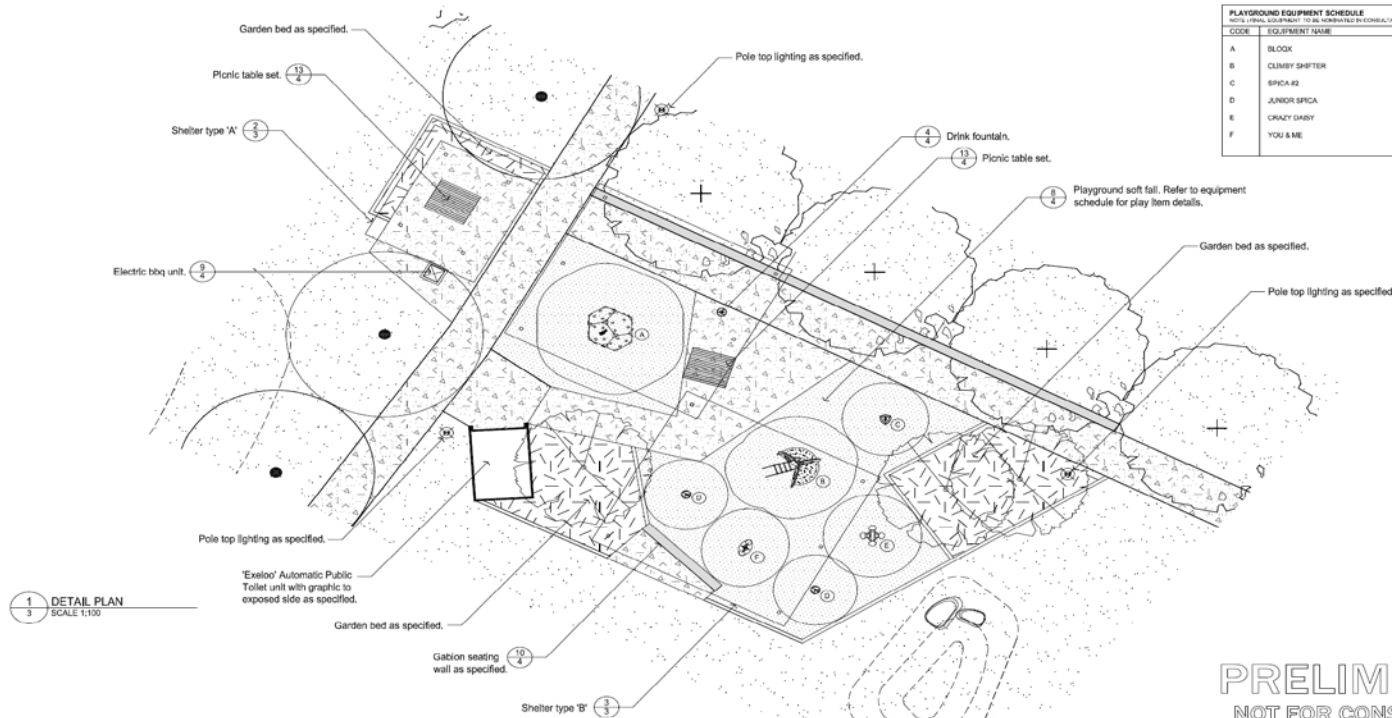 PLAYGROUND EQUIPMENT SCHEDULE
CODE EQUIPMENT NAME
A BLOQX
B CLIMBY SHIFTER
C SPICA #2
D JUNIOR SPICA
E CRAZY DAISY
F YOU & ME
Garden bed as specified.
Pole top lighting as specified.
Picnic table set. 13
4
Shelter type 'A' 2
3
4
4 Drink fountain.
13
4 Picnic table set.
8
4 Playground soft fall. Refer to equipment
schedule for play item details.
Garden bed as specified.
Electric bbq unit. 9
4
Pole top lighting as specified
A
C
B
D
E
F
D
Pole top lighting as specified.
'Exeloo' Automatic Public
Toilet unit with graphic to
exposed side as specified.
1
3 DETAIL PLAN
SCALE 1:100
Garden bed as specified.
Gabion seating
wall as specified. 10
4
Shelter type 'B' 3
3
PRELIM
NOT FOR CONS